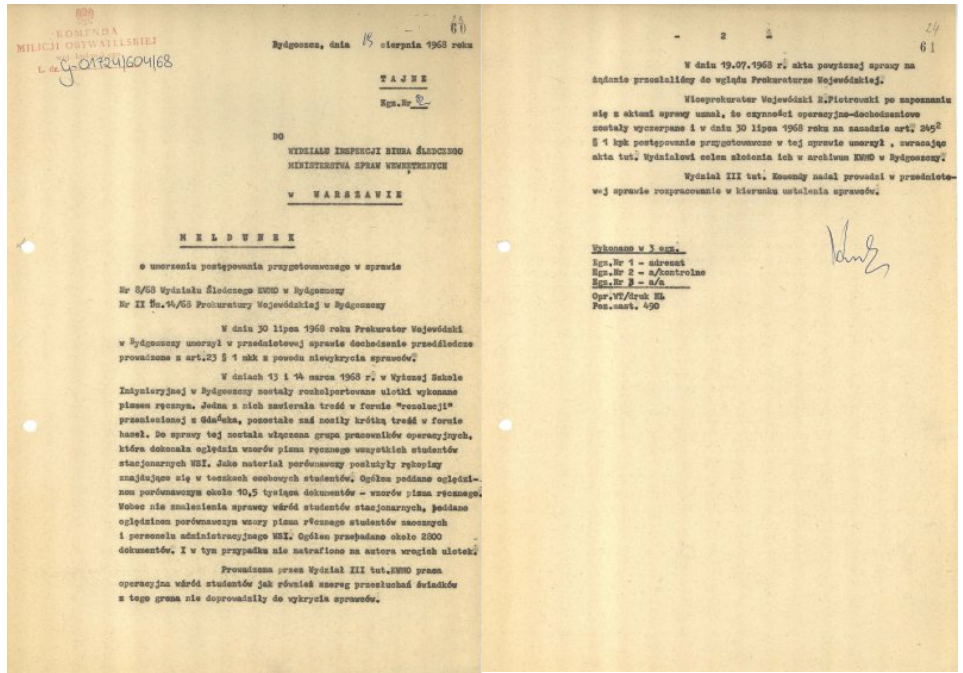 60
KOMENDA
MILICJI OBYWATELSKIEJ
L. dz. G-01724/604/68
Bydgoszcz, dnia 13 sierpnia 1968 roku
T A J N E
Egz.Nr 2
DO
WYDZIAŁU INSPEKCJI BIURA ŚLEDCZEGO
MINISTERSTWA SPRAW WEWNĘTRZNYCH
w W A R S Z A W I E
M E L D U N E K
o umorzeniu postępowania przygotowawczego w sprawie
Nr 8/68 Wydziału Śledczego KWMO w Bydgoszczy
Nr II Ds.14/68 Prokuratury Wojewódzkiej w Bydgoszczy
W dniu 30 lipca 1968 roku Prokurator Wojewódzki
w Bydgoszczy umorzył w przedmiotowej sprawie dochodzenie przedśledcze
prowadzone z art.23 § 1 mkk z powodu niewykrycia sprawców.
W dniach 13 i 14 marca 1968 r. w Wyższej Szkole
Inżynieryjnej w Bydgoszczy zostały rozkolportowane ulotki wykonane
pismem ręcznym. Jedna z nich zawierała treść w formie "rezolucji"
przeniesionej z Gdańska, pozostałe zaś nosiły krótką treść w formie
haseł. Do sprawy tej została włączona grupa pracowników operacyjnych,
która dokonała oględzin wzorów pisma ręcznego wszystkich studentów
stacjonarnych WSI. Jako materiał porównawczy posłużyły rękopisy
znajdujące się w teczkach osobowych studentów. Ogółem poddano oględzi-
nom porównawczym około 10,5 tysiąca dokumentów - wzorów pisma ręcznego.
Wobec nie znalezienia sprawcy wśród studentów stacjonarnych, poddano
oględzinom porównawczym wzory pisma ręcznego studentów zaocznych
i personelu administracyjnego WSI. Ogółem przebadano około 2800
dokumentów. I w tym przypadku nie natrafiono na autora wrogich ulotek.
Prowadzona przez Wydział III tut.KWMO praca
operacyjna wśród studentów jak również szereg przesłuchań świadków
z tego grona nie doprowadziły do wykrycia sprawców.
- 2 -
24
61
W dniu 19.07.1968 r. akta powyższej sprawy na
żądanie przesłaliśmy do wglądu Prokuraturze Wojewódzkiej.
Wiceprokurator Wojewódzki R.Piotrowski po zapoznaniu
się z aktami sprawy uznał, że czynności operacyjno-dochodzeniowe
zostały wyczerpane i w dniu 30 lipca 1968 roku na zasadzie art. 245²
§ 1 kpk postępowanie przygotowawcze w tej sprawie umorzył , zwracając
akta tut. Wydziałowi celem złożenia ich w archiwum KWMO w Bydgoszczy.
Wydział III tut. Komendy nadal prowadzi w przedmioto-
wej sprawie rozpracowanie w kierunku ustalenia sprawców.
Wykonano w 3 egz.
Egz.Nr 1 - adresat
Egz.Nr 2 - a/kontrolne
Egz.Nr 3 - a/a
Opr.WT/druk HL
Poz.mast. 490